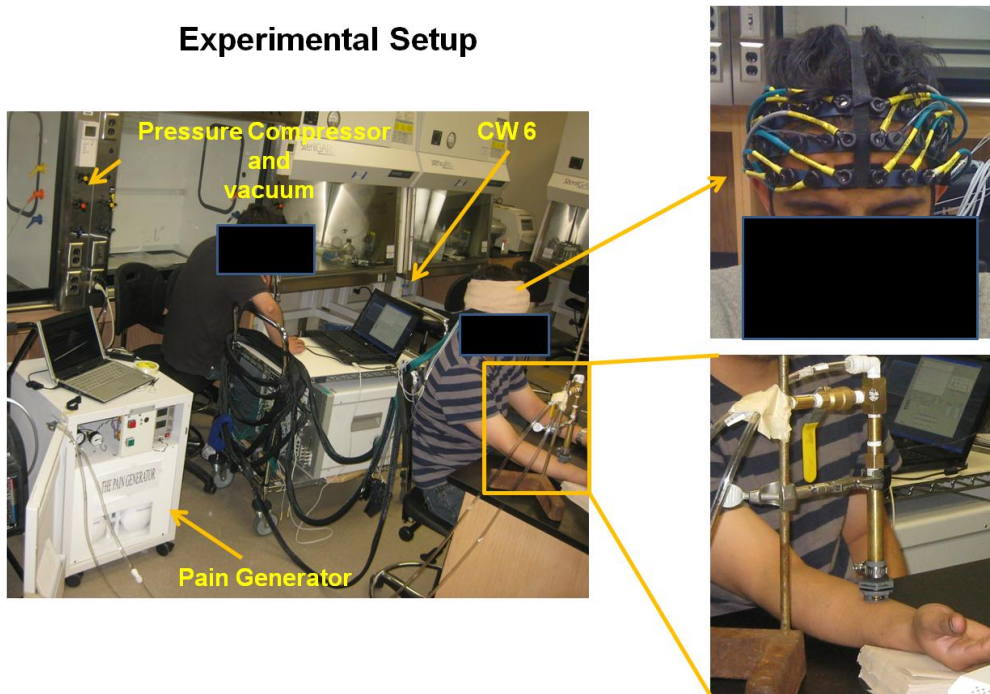 Experimental Setup
Pressure Compressor
and
vacuum
CW 6
THE PAIN GENERATOR
Pain Generator